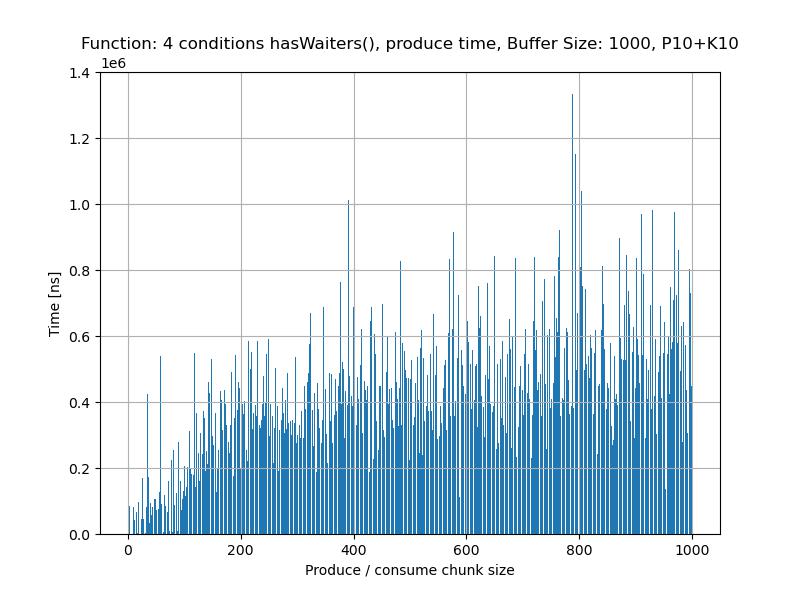 Function: 4 conditions hasWaiters(), produce time, Buffer Size: 1000, P10+K10
1e6
1.4
1.2
1.0
0.8
0.6
0.4
0.2
0.0
Time [ns]
0 200 400 600 800 1000
Produce / consume chunk size